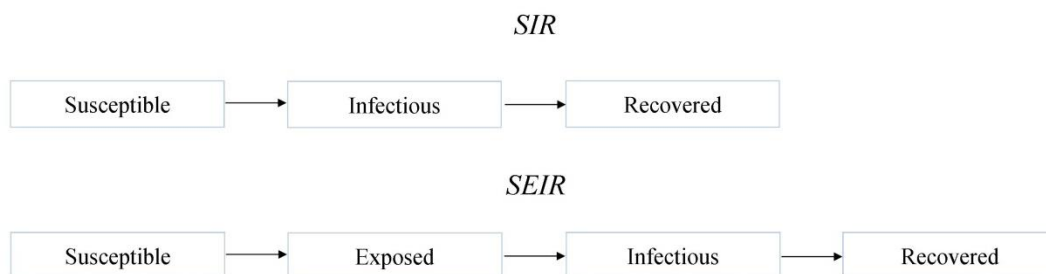 SIR
Susceptible Infectious Recovered
SEIR
Susceptible Exposed Infectious Recovered